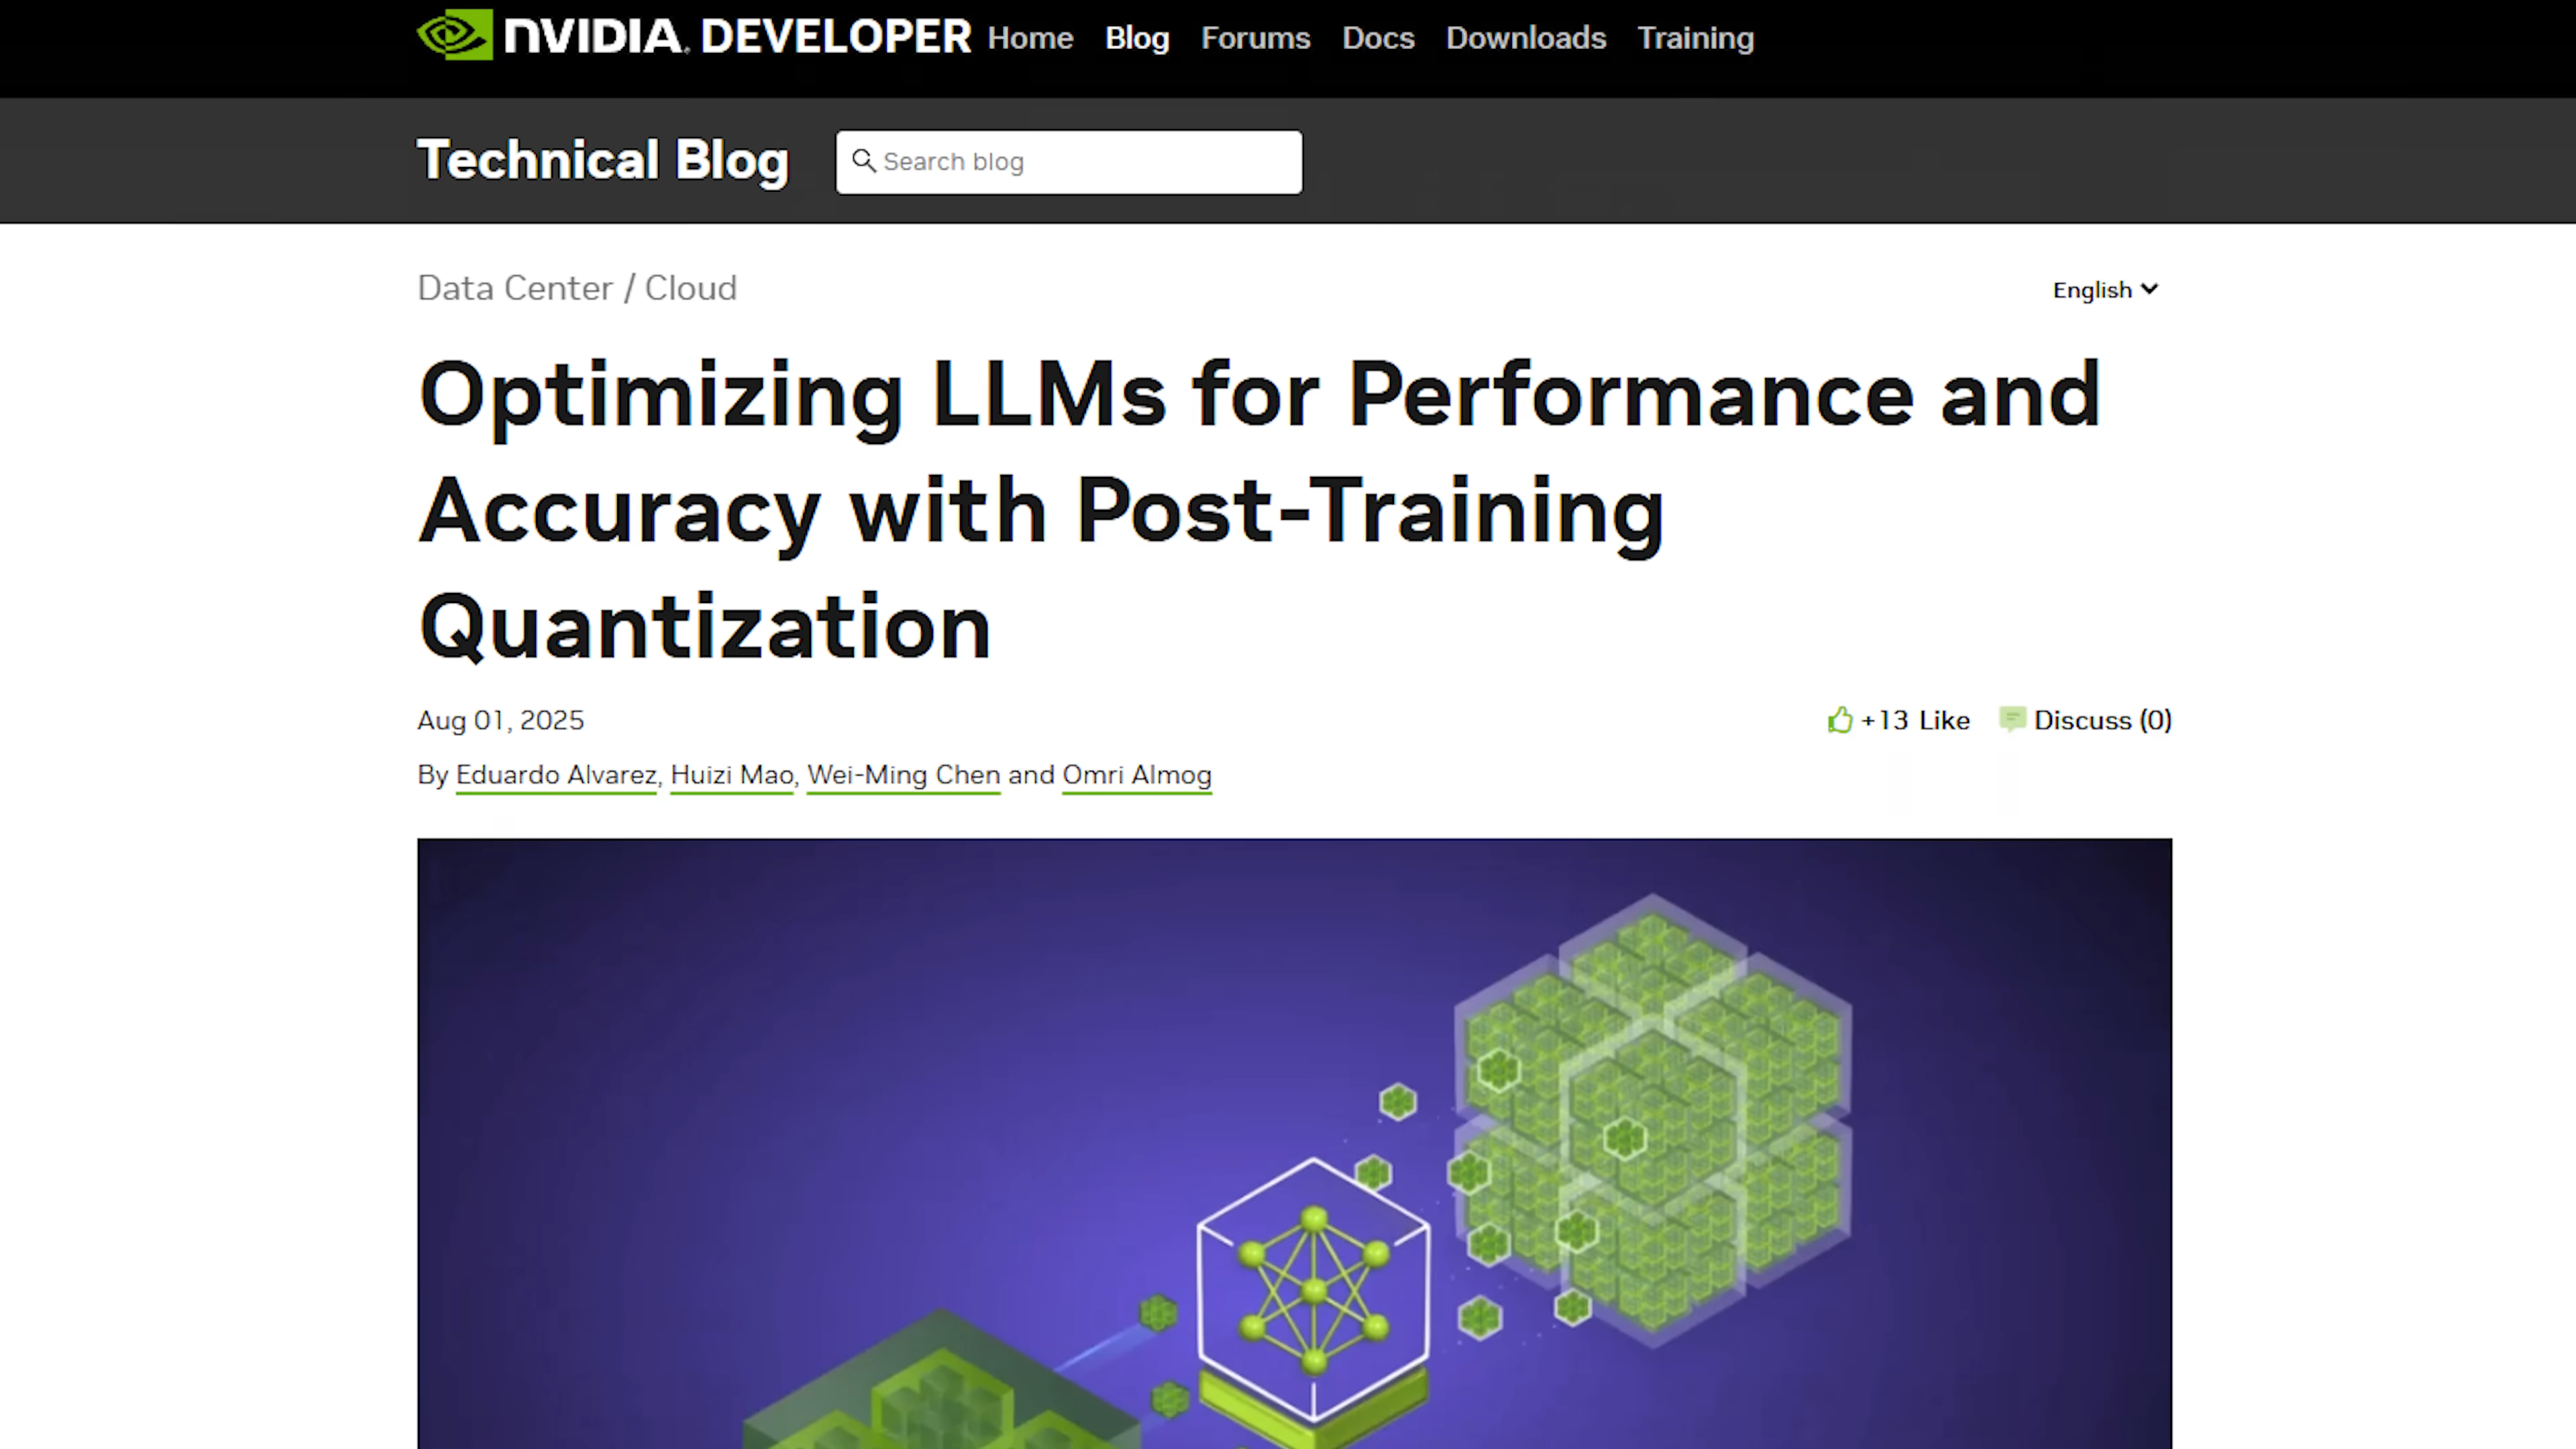 NVIDIA. DEVELOPER Home Blog Forums Docs Downloads Training
Technical Blog Search blog
Data Center / Cloud English
Optimizing LLMs for Performance and
Accuracy with Post-Training
Quantization
Aug 01, 2025 +13 Like Discuss (0)
By Eduardo Alvarez, Huizi Mao, Wei-Ming Chen and Omri Almog